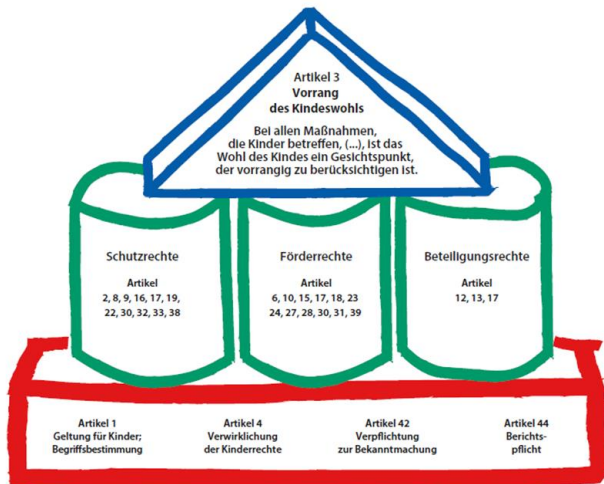 Artikel 3
Vorrang
des Kindeswohls
Bei allen Maßnahmen,
die Kinder betreffen, (...), ist das
Wohl des Kindes ein Gesichtspunkt,
der vorrangig zu berücksichtigen ist.
Schutzrechte
Artikel
2, 8, 9, 16, 17, 19,
22, 30, 32, 33, 38
Förderrechte
Artikel
6, 10, 15, 17, 18, 23
24, 27, 28, 30, 31, 39
Beteiligungsrechte
Artikel
12, 13, 17
Artikel 1
Geltung für Kinder;
Begriffsbestimmung
Artikel 4
Verwirklichung
der Kinderrechte
Artikel 42
Verpflichtung
zur Bekanntmachung
Artikel 44
Berichts-
pflicht